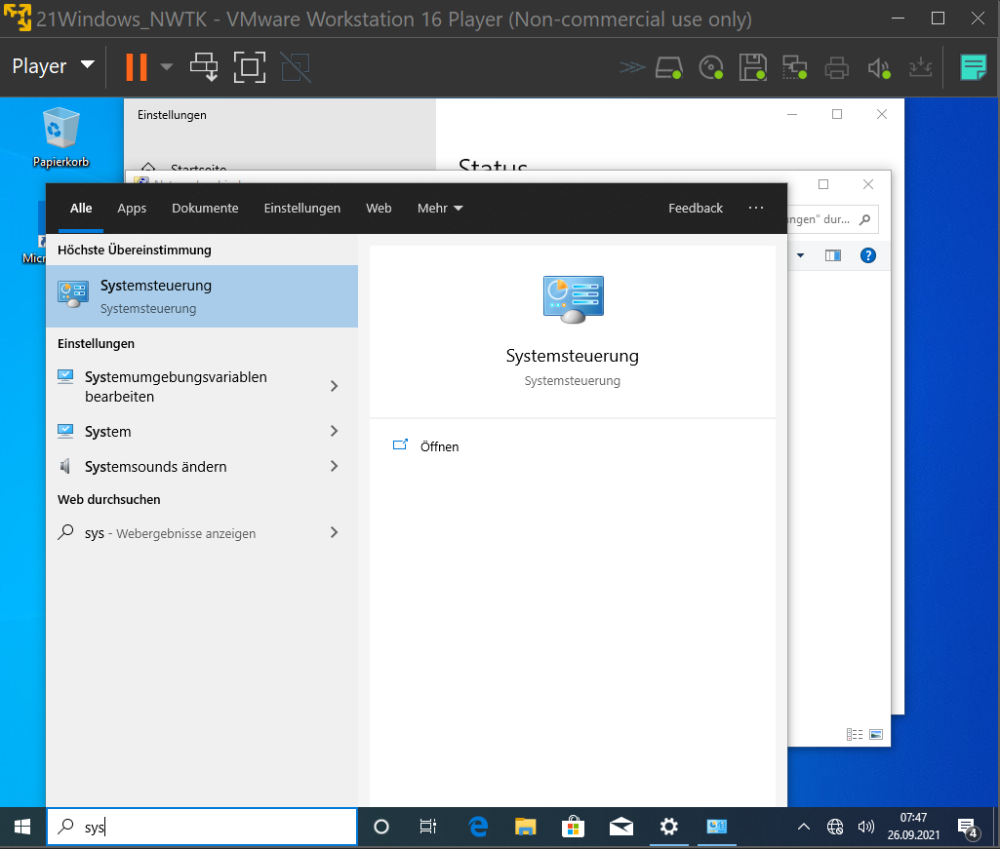 21Windows_NWTK - VMware Workstation 16 Player (Non-commercial use only)
Player
Papierkorb
Einstellungen
Startseite
Status
Micr
ungen" dur...
Alle Apps Dokumente Einstellungen Web Mehr Feedback ...
Höchste Übereinstimmung
Systemsteuerung
Systemsteuerung
Einstellungen
Systemumgebungsvariablen
bearbeiten
System
Systemsounds ändern
Web durchsuchen
sys - Webergebnisse anzeigen
Systemsteuerung
Systemsteuerung
Öffnen
sys
07:47
26.09.2021
4